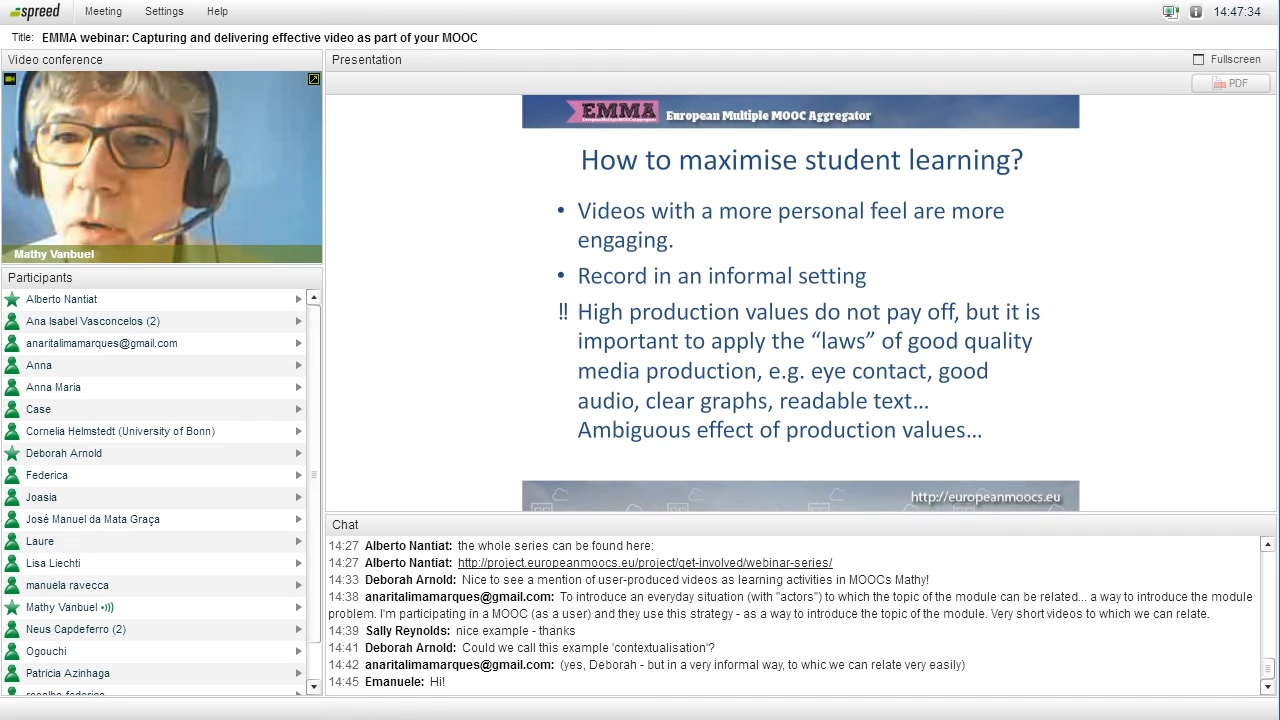 spreed
Meeting
Settings
Help
14:47:34
Title: EMMA webinar: Capturing and delivering effective video as part of your MOOC
Video conference
Mathy Vanbuel
Participants
Alberto Nantiat
Ana Isabel Vasconcelos (2)
anaritalimamarques@gmail.com
Anna
Anna Maria
Case
Cornelia Helmstedt (University of Bonn)
Deborah Arnold
Federica
Joasia
José Manuel da Mata Graça
Laure
Lisa Liechti
manuela ravecca
Mathy Vanbuel
Neus Capdeferro (2)
Ogouchi
Patricia Azinhaga
Presentation
Fullscreen
PDF
EMMA
European Multiple MOOC Aggregator
How to maximise student learning?
• Videos with a more personal feel are more
engaging.
• Record in an informal setting
‼ High production values do not pay off, but it is
important to apply the “laws” of good quality
media production, e.g. eye contact, good
audio, clear graphs, readable text…
Ambiguous effect of production values…
http://europeanmoocs.eu
Chat
14:27 Alberto Nantiat: the whole series can be found here:
14:27 Alberto Nantiat: http://project.europeanmoocs.eu/project/get-involved/webinar-series/
14:33 Deborah Arnold: Nice to see a mention of user-produced videos as learning activities in MOOCs Mathy!
14:38 anaritalimamarques@gmail.com: To introduce an everyday situation (with "actors") to which the topic of the module can be related... a way to introduce the module
problem. I'm participating in a MOOC (as a user) and they use this strategy - as a way to introduce the topic of the module. Very short videos to which we can relate.
14:39 Sally Reynolds: nice example - thanks
14:41 Deborah Arnold: Could we call this example 'contextualisation'?
14:42 anaritalimamarques@gmail.com: (yes, Deborah - but in a very informal way, to whic we can relate very easily)
14:45 Emanuele: Hi!